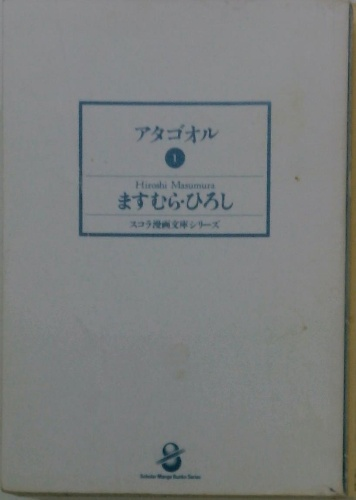 アタゴオル
1
Hiroshi Masumura
ますむら・ひろし
スコラ漫画文庫シリーズ
Scholar Manga Bunko Series